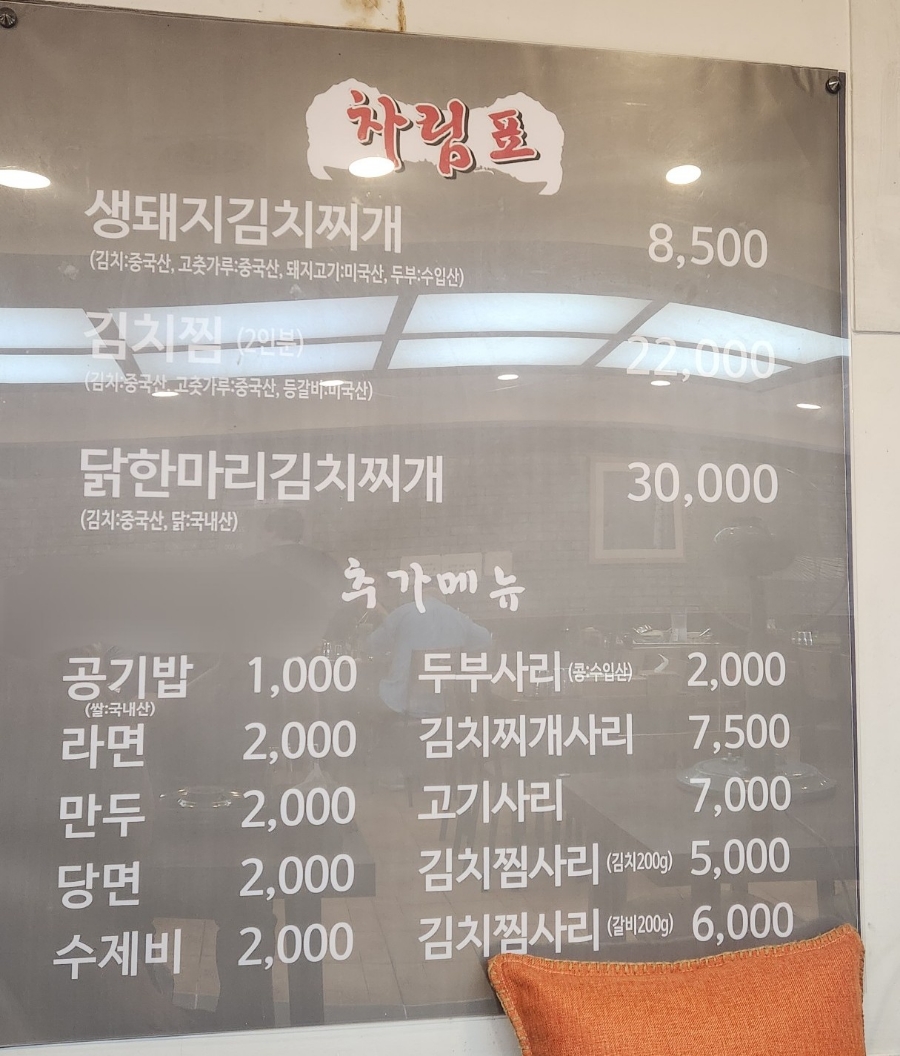 차림표
생돼지김치찌개 8,500
(김치:중국산, 고춧가루:중국산, 돼지고기:미국산, 두부:수입산)
김치찜 (2인분) 22,000
(김치:중국산, 고춧가루:중국산, 등갈비:미국산)
닭한마리김치찌개 30,000
(김치:중국산, 닭:국내산)
추가메뉴
공기밥 1,000 두부사리 (콩:수입산) 2,000
(쌀:국내산)
라면 2,000 김치찌개사리 7,500
만두 2,000 고기사리 7,000
당면 2,000 김치찜사리 (김치200g) 5,000
수제비 2,000 김치찜사리 (갈비200g) 6,000